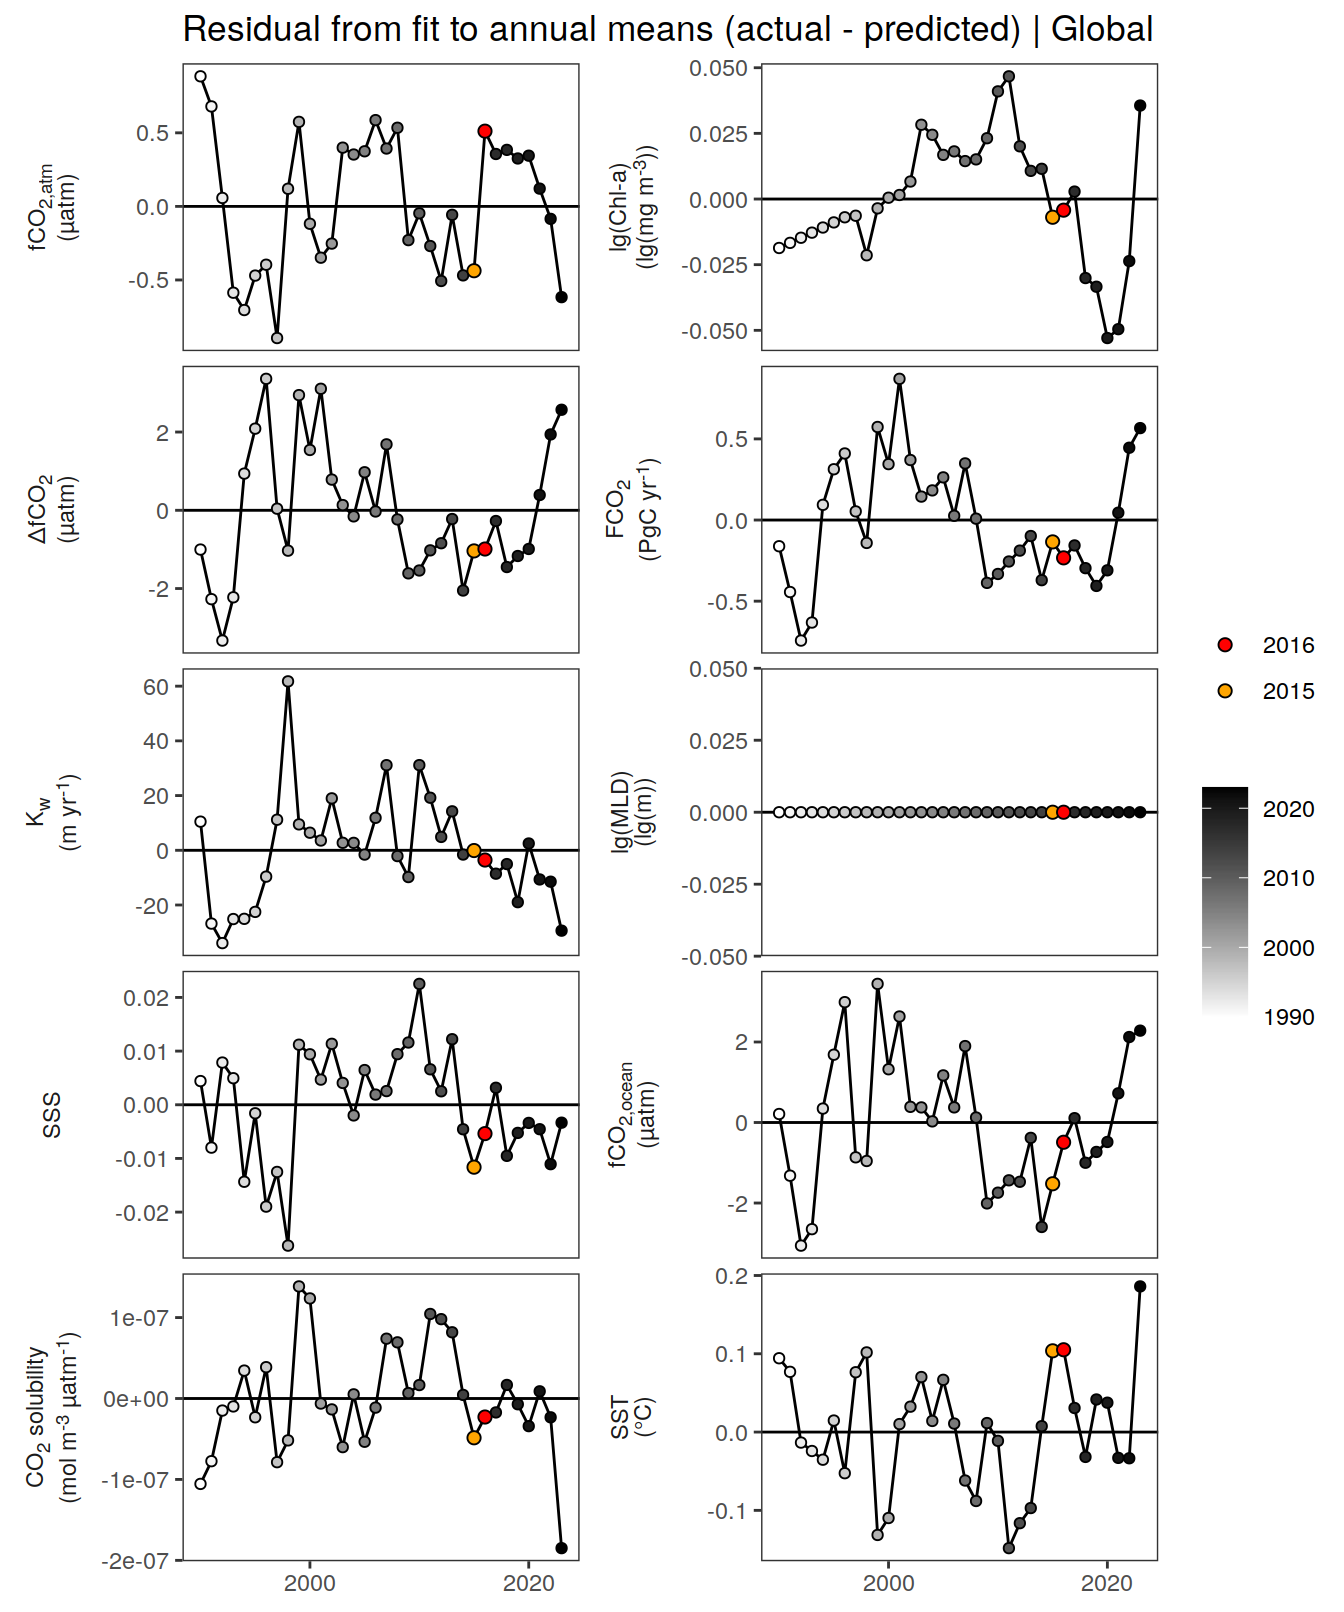 Residual from fit to annual means (actual - predicted) | Global
fCO2,atm
(µatm)
0.5
0.0
-0.5
lg(Chl-a)
(lg(mg m-3))
0.050
0.025
0.000
-0.025
-0.050
ΔfCO2
(µatm)
2
0
-2
FCO2
(PgC yr-1)
0.5
0.0
-0.5
Kw
(m yr-1)
60
40
20
0
-20
lg(MLD)
(lg(m))
0.050
0.025
0.000
-0.025
-0.050
SSS
0.02
0.01
0.00
-0.01
-0.02
fCO2,ocean
(µatm)
2
0
-2
CO2 solubility
(mol m-3 µatm-1)
1e-07
0e+00
-1e-07
-2e-07
2000 2020
SST
(°C)
0.2
0.1
0.0
-0.1
2000 2020
2016
2015
2020
2010
2000
1990